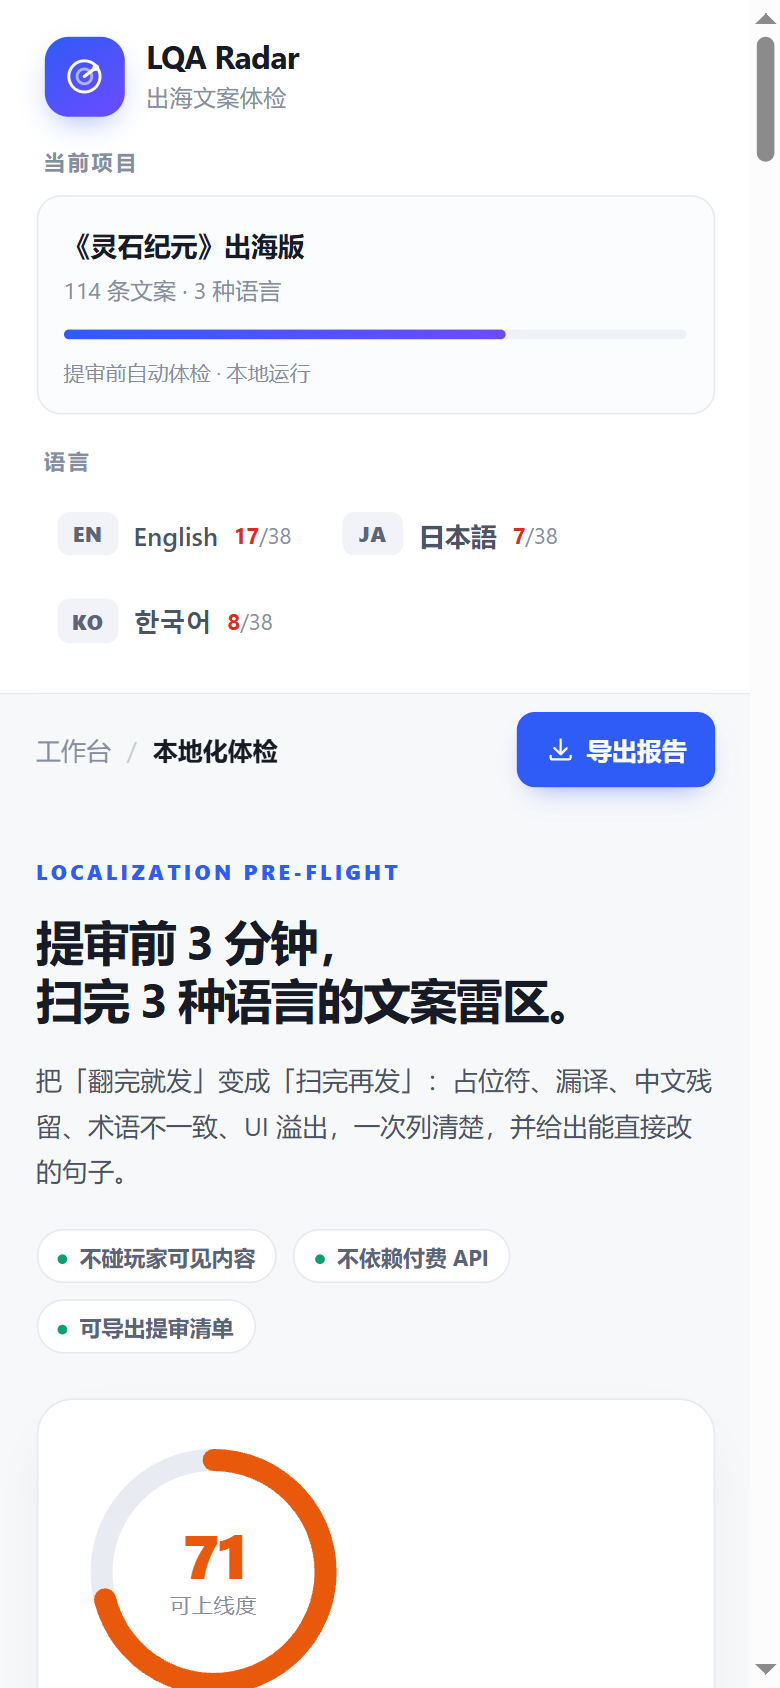 LQA Radar
出海文案体检
当前项目
《灵石纪元》出海版
114 条文案 · 3 种语言
提审前自动体检 · 本地运行
语言
EN English 17/38 JA 日本語 7/38
KO 한국어 8/38
工作台 / 本地化体检 导出报告
LOCALIZATION PRE-FLIGHT
提审前 3 分钟，
扫完 3 种语言的文案雷区。
把「翻完就发」变成「扫完再发」：占位符、漏译、中文残
留、术语不一致、UI 溢出，一次列清楚，并给出能直接改
的句子。
不碰玩家可见内容 不依赖付费 API
可导出提审清单
71
可上线度